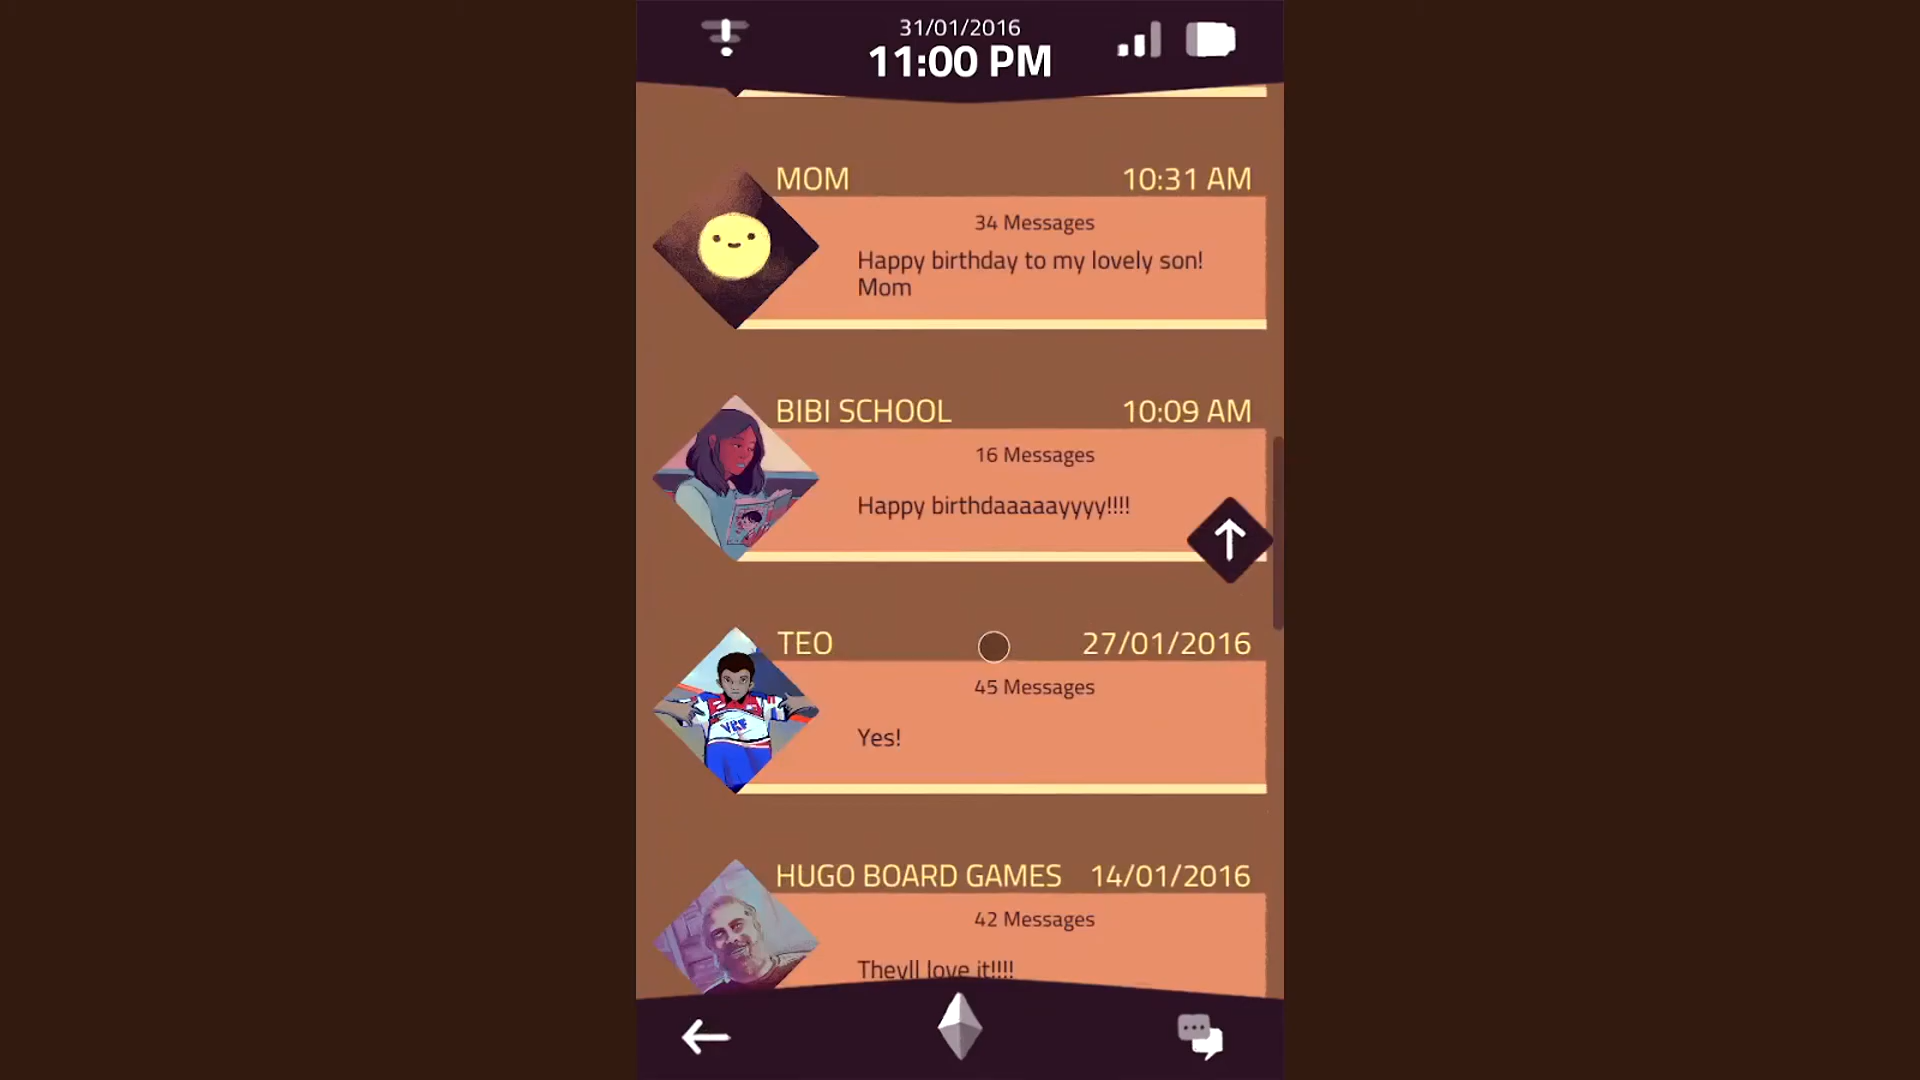 31/01/2016
11:00 PM
MOM 10:31 AM
34 Messages
Happy birthday to my lovely son!
Mom
BIBI SCHOOL 10:09 AM
16 Messages
Happy birthdaaaaayyyy!!!!
TEO 27/01/2016
45 Messages
Yes!
HUGO BOARD GAMES 14/01/2016
42 Messages
Theyll love it!!!!